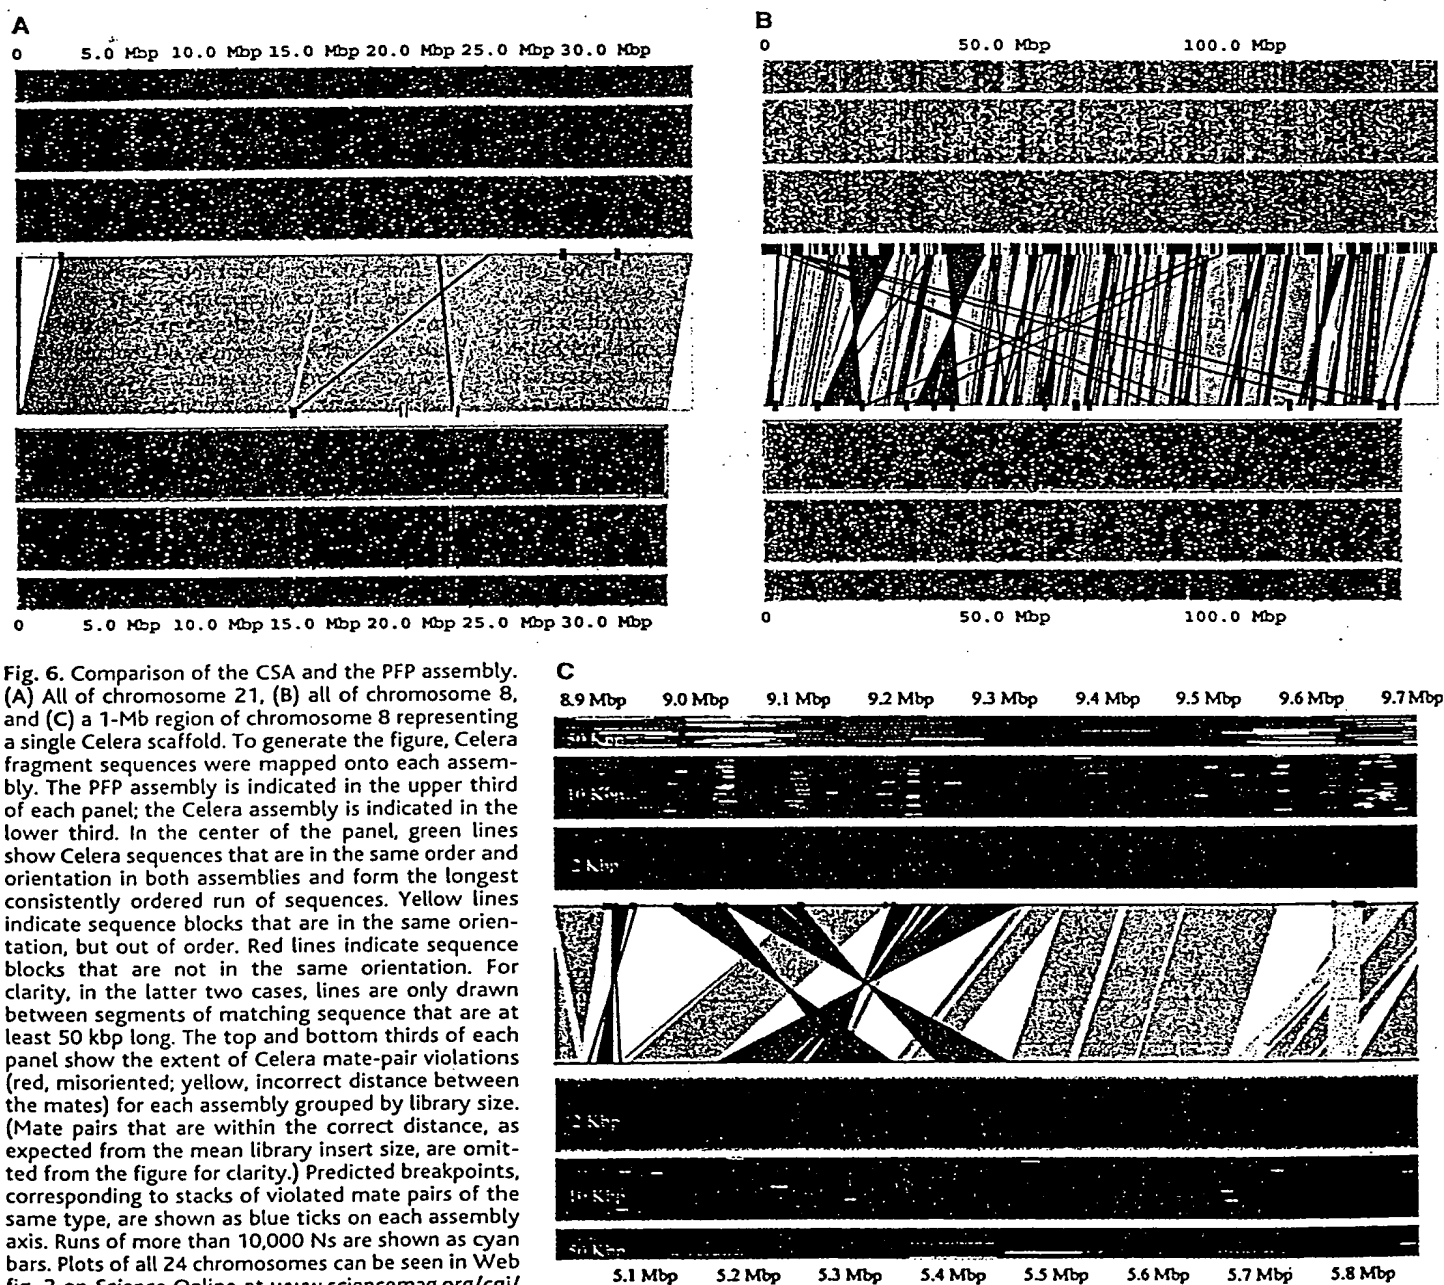 A
0 5.0 Mbp 10.0 Mbp 15.0 Mbp 20.0 Mbp 25.0 Mbp 30.0 Mbp
0 5.0 Mbp 10.0 Mbp 15.0 Mbp 20.0 Mbp 25.0 Mbp 30.0 Mbp
B
0 50.0 Mbp 100.0 Mbp
0 50.0 Mbp 100.0 Mbp
Fig. 6. Comparison of the CSA and the PFP assembly.
(A) All of chromosome 21, (B) all of chromosome 8,
and (C) a 1-Mb region of chromosome 8 representing
a single Celera scaffold. To generate the figure, Celera
fragment sequences were mapped onto each assem-
bly. The PFP assembly is indicated in the upper third
of each panel; the Celera assembly is indicated in the
lower third. In the center of the panel, green lines
show Celera sequences that are in the same order and
orientation in both assemblies and form the longest
consistently ordered run of sequences. Yellow lines
indicate sequence blocks that are in the same orien-
tation, but out of order. Red lines indicate sequence
blocks that are not in the same orientation. For
clarity, in the latter two cases, lines are only drawn
between segments of matching sequence that are at
least 50 kbp long. The top and bottom thirds of each
panel show the extent of Celera mate-pair violations
(red, misoriented; yellow, incorrect distance between
the mates) for each assembly grouped by library size.
(Mate pairs that are within the correct distance, as
expected from the mean library insert size, are omit-
ted from the figure for clarity.) Predicted breakpoints,
corresponding to stacks of violated mate pairs of the
same type, are shown as blue ticks on each assembly
axis. Runs of more than 10,000 Ns are shown as cyan
bars. Plots of all 24 chromosomes can be seen in Web
fig. 3 on Science Online at www.sciencemag.org/cgi/
C
8.9 Mbp 9.0 Mbp 9.1 Mbp 9.2 Mbp 9.3 Mbp 9.4 Mbp 9.5 Mbp 9.6 Mbp 9.7 Mbp
50 Kbp
10 Kbp
2 Kbp
2 Kbp
10 Kbp
50 Kbp
5.1 Mbp 5.2 Mbp 5.3 Mbp 5.4 Mbp 5.5 Mbp 5.6 Mbp 5.7 Mbp 5.8 Mbp